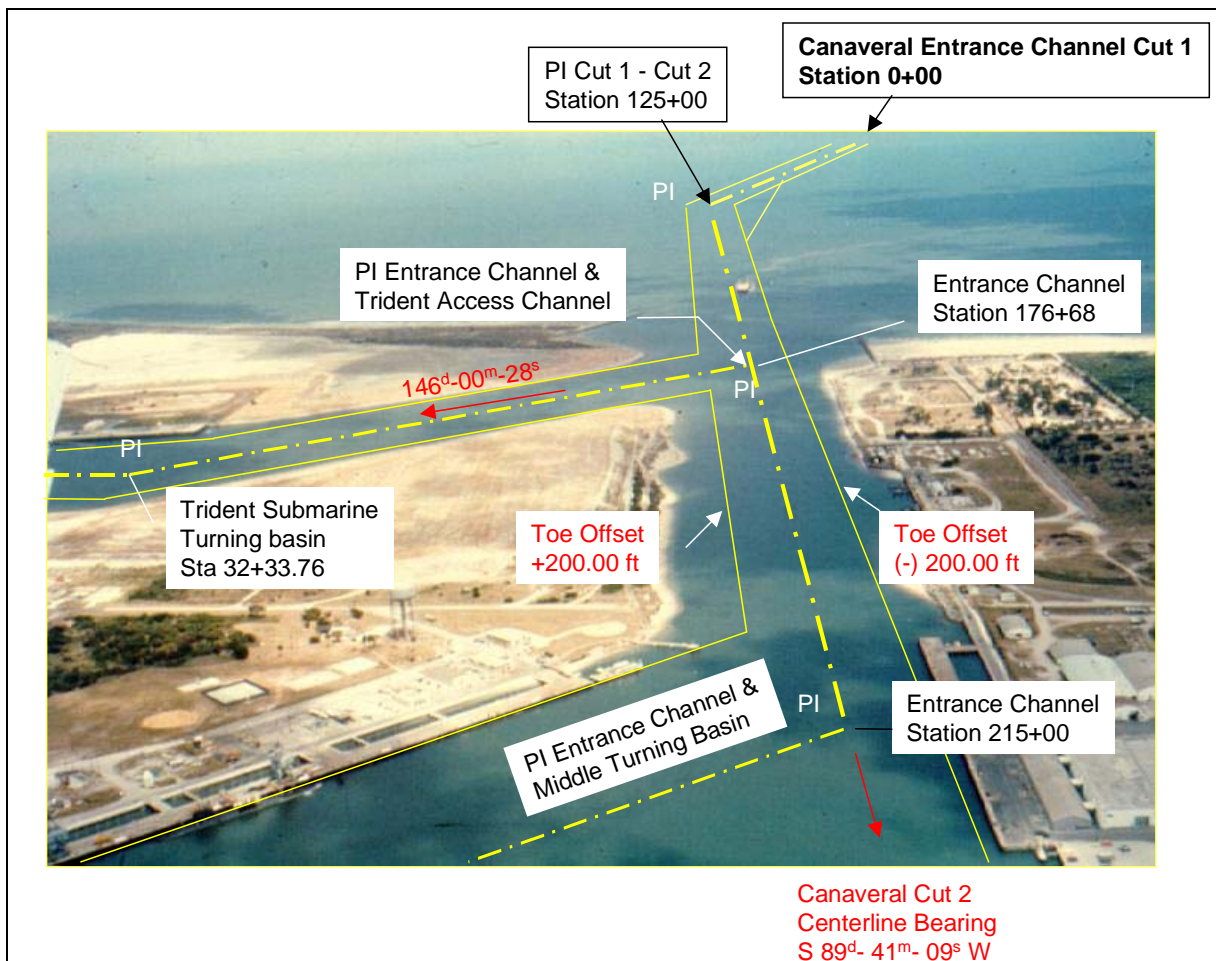 Canaveral Entrance Channel Cut 1
Station 0+00
PI Cut 1 - Cut 2
Station 125+00
PI
PI Entrance Channel &
Trident Access Channel
Entrance Channel
Station 176+68
146d-00m-28s
PI
PI
Trident Submarine
Turning basin
Sta 32+33.76
Toe Offset
+200.00 ft
Toe Offset
(-) 200.00 ft
PI
Entrance Channel
Station 215+00
PI Entrance Channel &
Middle Turning Basin
Canaveral Cut 2
Centerline Bearing
S 89d- 41m- 09s W